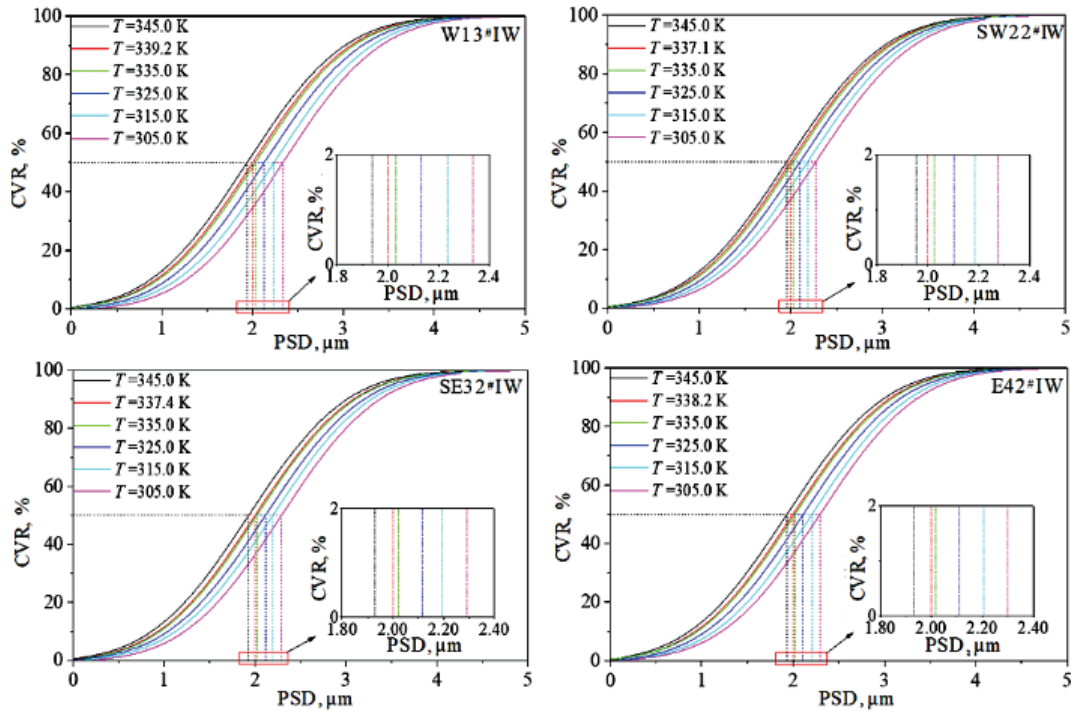 100
80
60
40
20
0
CVR, %
T=345.0 K
T=339.2 K
T=335.0 K
T=325.0 K
T=315.0 K
T=305.0 K
W13#IW
2
0
CVR, %
1.8 2.0 2.2 2.4
PSD, μm
0 1 2 3 4 5
PSD, μm
100
80
60
40
20
0
CVR, %
T=345.0 K
T=337.1 K
T=335.0 K
T=325.0 K
T=315.0 K
T=305.0 K
SW22#IW
2
0
CVR, %
1.8 2.0 2.2 2.4
PSD, μm
0 1 2 3 4 5
PSD, μm
100
80
60
40
20
0
CVR, %
T=345.0 K
T=337.4 K
T=335.0 K
T=325.0 K
T=315.0 K
T=305.0 K
SE32#IW
2
0
CVR, %
1.80 2.00 2.20 2.40
PSD, μm
0 1 2 3 4 5
PSD, μm
100
80
60
40
20
0
CVR, %
T=345.0 K
T=338.2 K
T=335.0 K
T=325.0 K
T=315.0 K
T=305.0 K
E42#IW
2
0
CVR, %
1.80 2.00 2.20 2.40
PSD, μm
0 1 2 3 4 5
PSD, μm